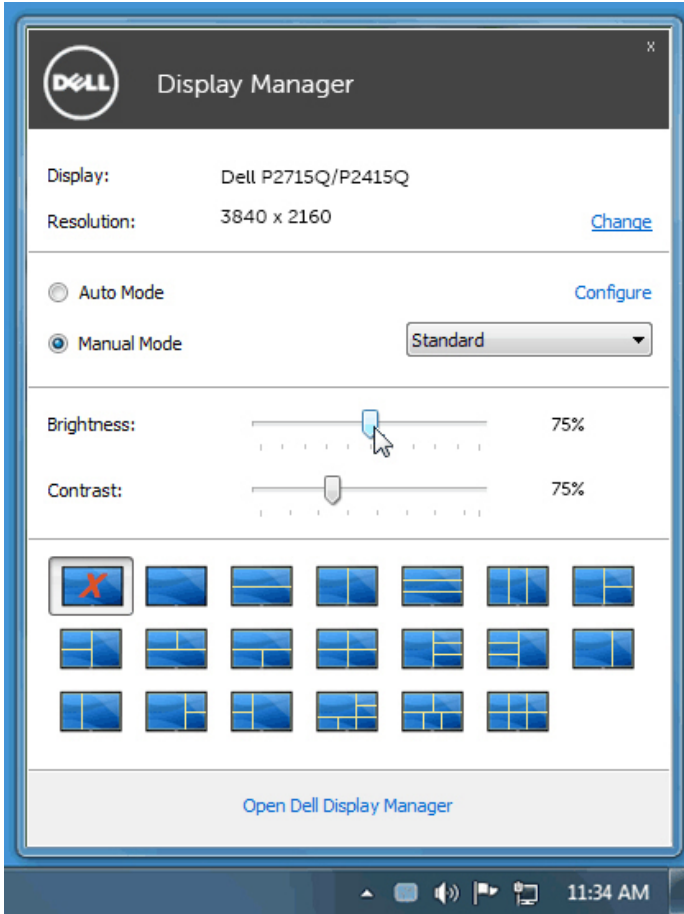 x
DELL Display Manager
Display: Dell P2715Q/P2415Q
Resolution: 3840 x 2160 Change
Auto Mode Configure
Manual Mode Standard
Brightness: 75%
Contrast: 75%
Open Dell Display Manager
11:34 AM